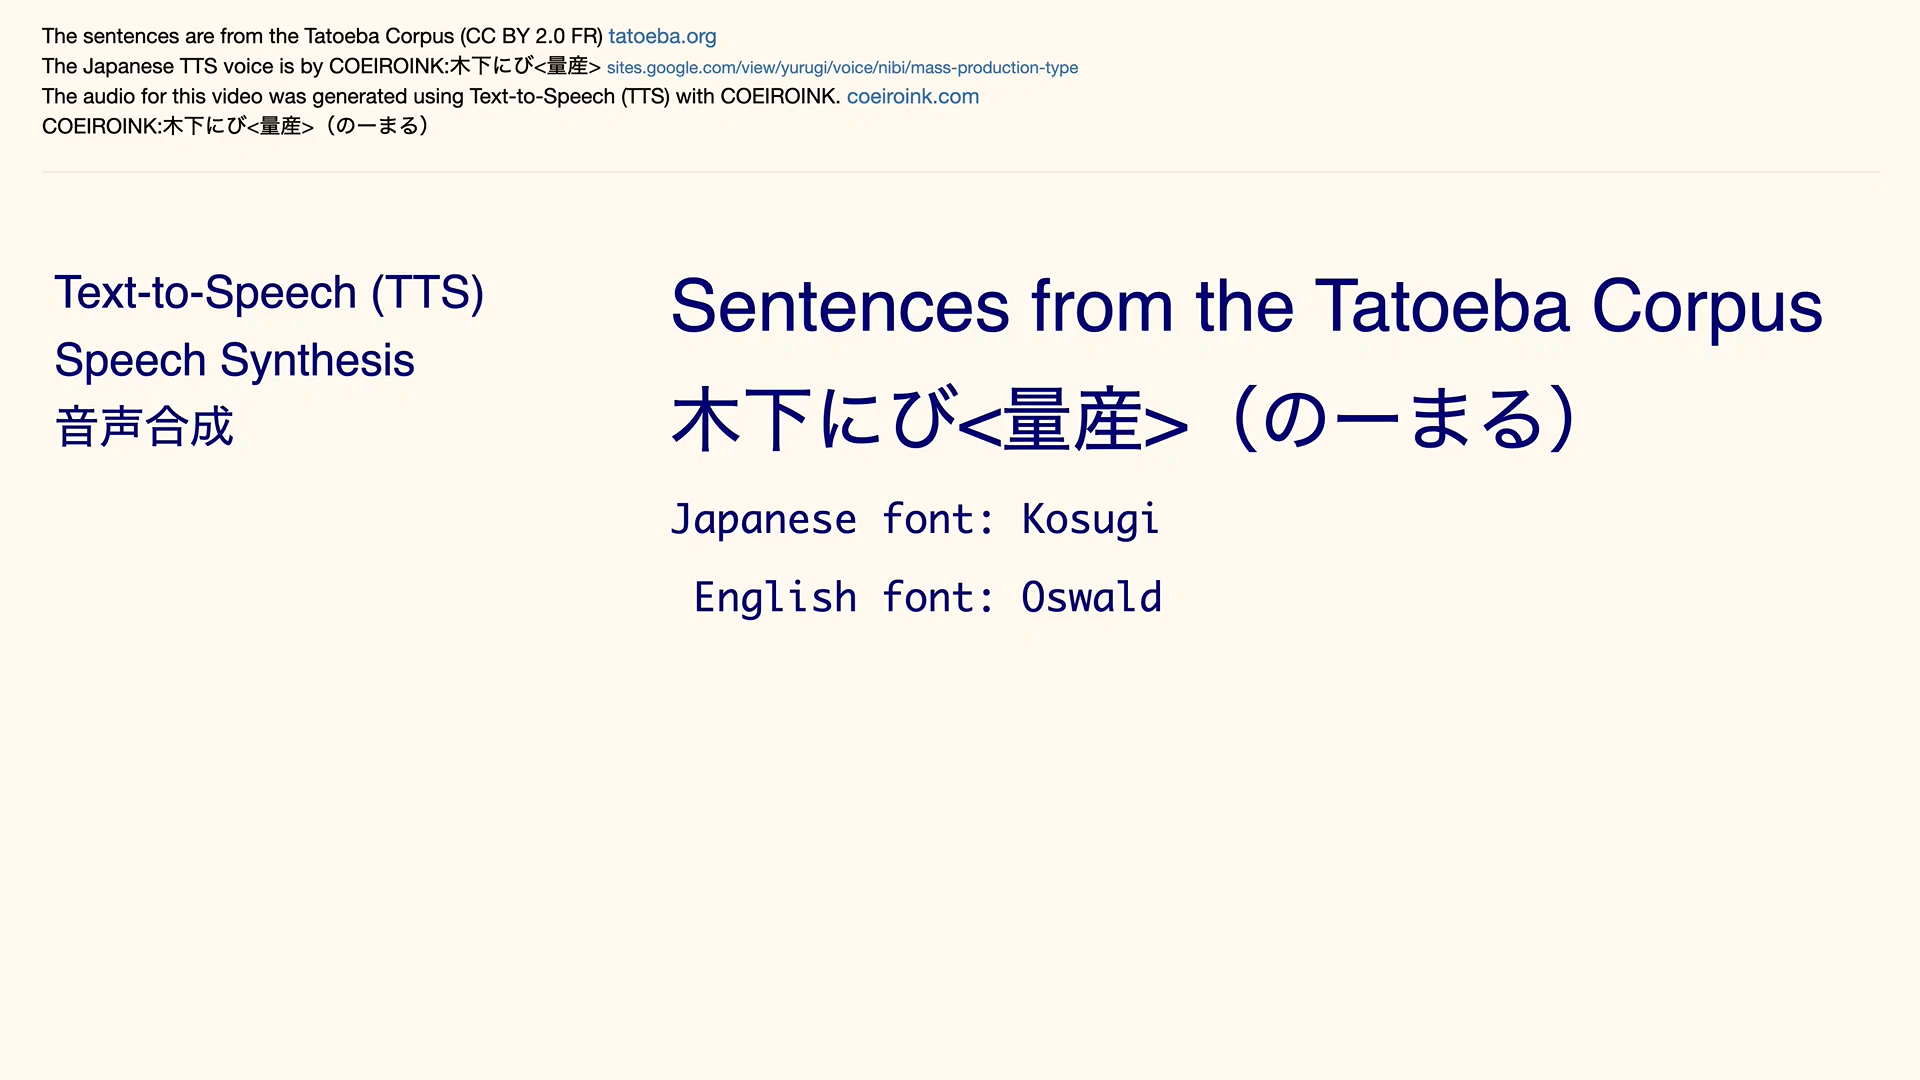 The sentences are from the Tatoeba Corpus (CC BY 2.0 FR) tatoeba.org
The Japanese TTS voice is by COEIROINK:木下にび<量産> sites.google.com/view/yurugi/voice/nibi/mass-production-type
The audio for this video was generated using Text-to-Speech (TTS) with COEIROINK. coeiroink.com
COEIROINK:木下にび<量産>（のーまる）
Text-to-Speech (TTS)
Speech Synthesis
音声合成
Sentences from the Tatoeba Corpus
木下にび<量産>（のーまる）
Japanese font: Kosugi
English font: Oswald